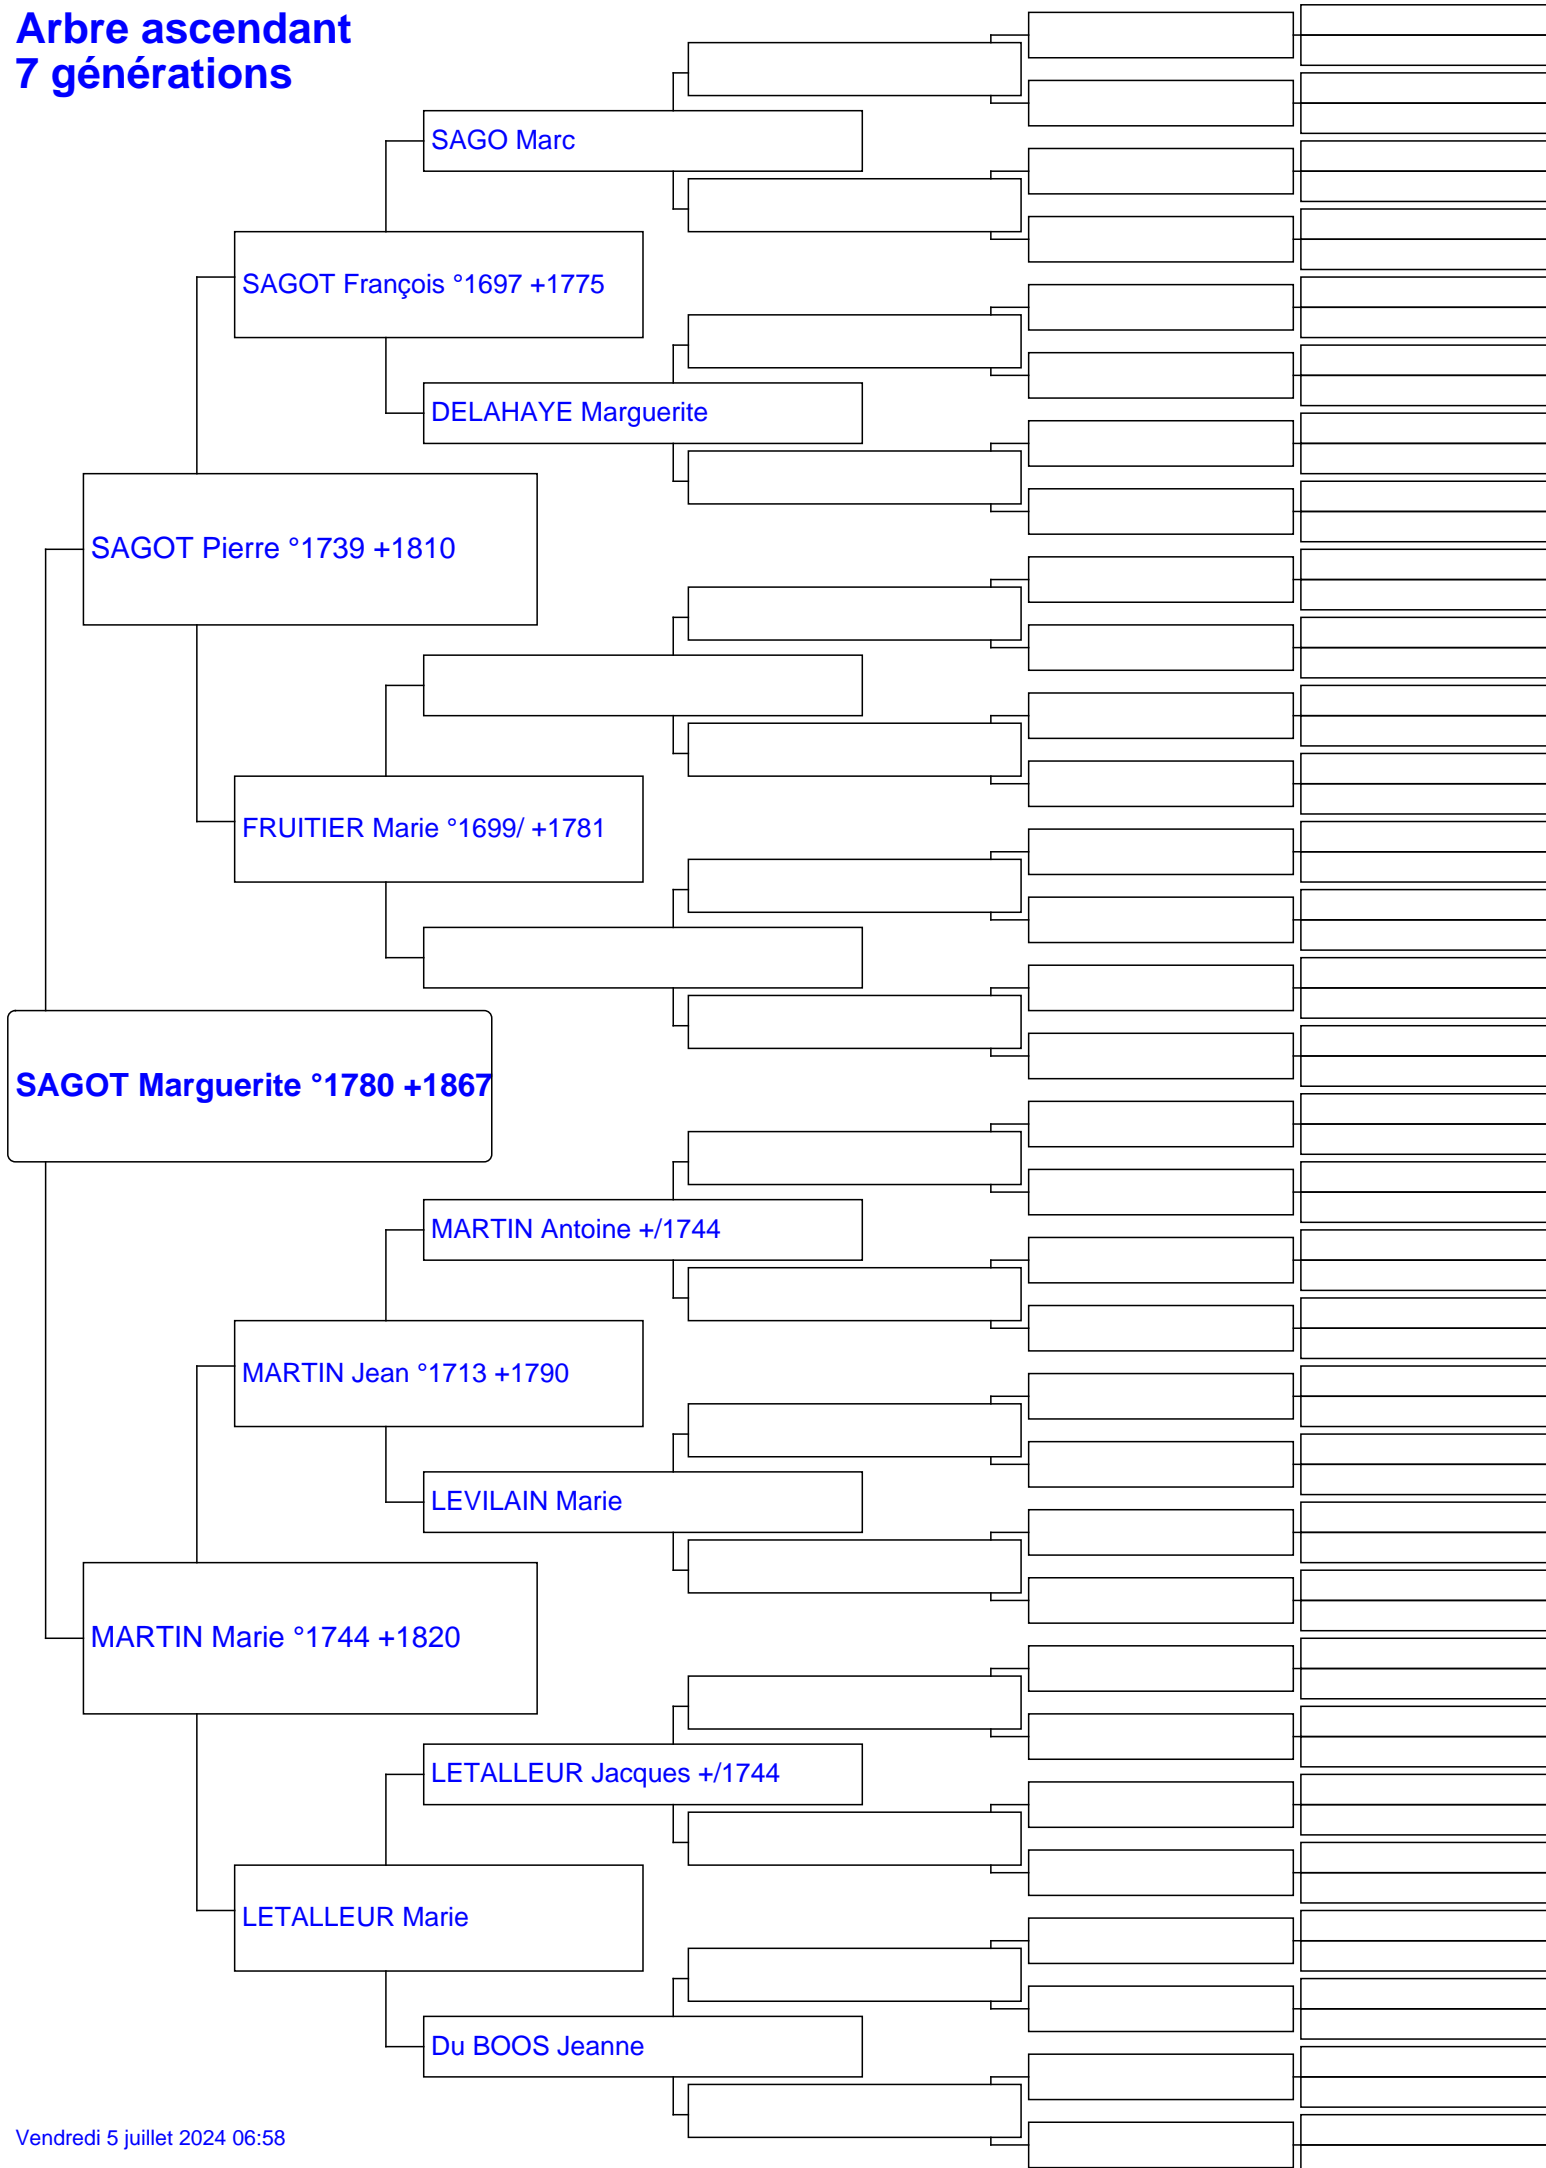 Arbre ascendant
7 générations
SAGO Marc
SAGOT François °1697 +1775
DELAHAYE Marguerite
SAGOT Pierre °1739 +1810
FRUITIER Marie °1699/ +1781
SAGOT Marguerite °1780 +1867
MARTIN Antoine +/1744
MARTIN Jean °1713 +1790
LEVILAIN Marie
MARTIN Marie °1744 +1820
LETALLEUR Jacques +/1744
LETALLEUR Marie
Du BOOS Jeanne
Vendredi 5 juillet 2024 06:58